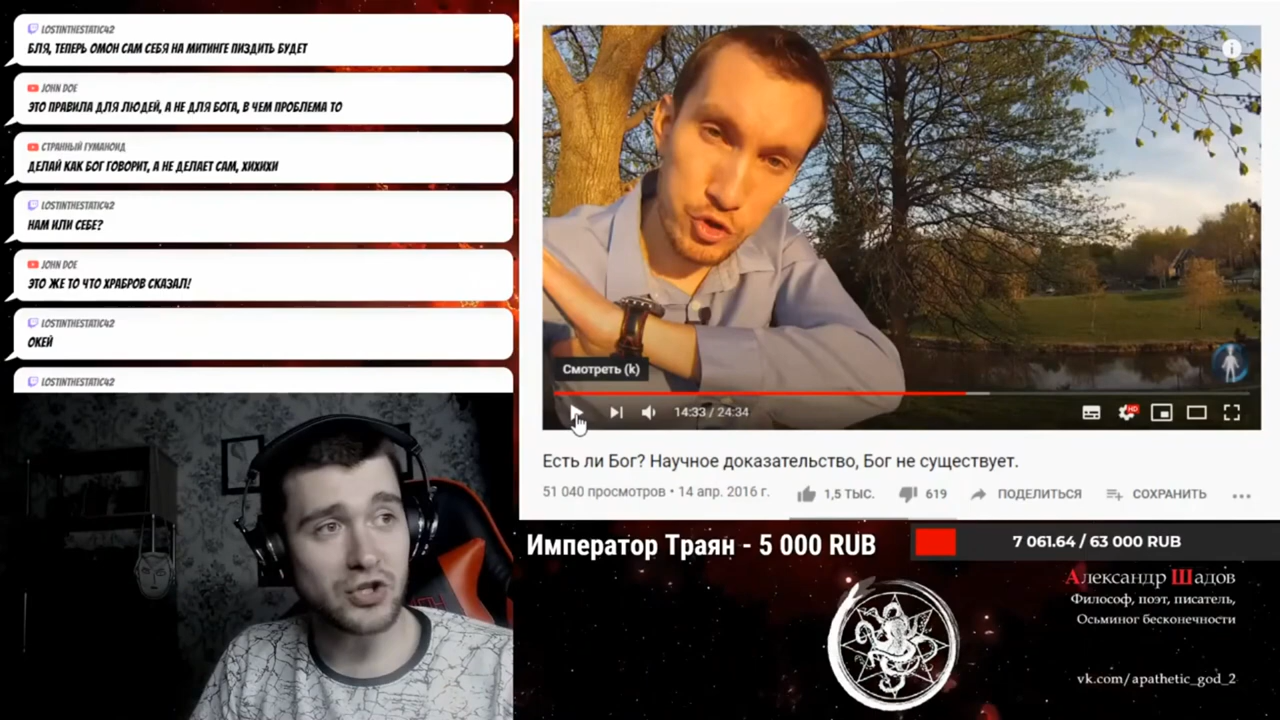 LOSTINTHESTATIC42
БЛЯ, ТЕПЕРЬ ОМОН САМ СЕБЯ НА МИТИНГЕ ПИЗДИТЬ БУДЕТ
JOHN DOE
ЭТО ПРАВИЛА ДЛЯ ЛЮДЕЙ, А НЕ ДЛЯ БОГА, В ЧЕМ ПРОБЛЕМА ТО
СТРАННЫЙ ГУМАНОИД
ДЕЛАЙ КАК БОГ ГОВОРИТ, А НЕ ДЕЛАЕТ САМ, ХИХИХИ
LOSTINTHESTATIC42
НАМ ИЛИ СЕБЕ?
JOHN DOE
ЭТО ЖЕ ТО ЧТО ХРАБРОВ СКАЗАЛ!
LOSTINTHESTATIC42
ОКЕЙ
LOSTINTHESTATIC42
Смотреть (k)
14:33 / 24:34
HD
Есть ли Бог? Научное доказательство, Бог не существует.
51 040 просмотров • 14 апр. 2016 г.
1,5 ТЫС.
619
ПОДЕЛИТЬСЯ
СОХРАНИТЬ
Император Траян - 5 000 RUB
7 061.64 / 63 000 RUB
Александр Шадов
Философ, поэт, писатель,
Осьминог бесконечности
vk.com/apathetic_god_2